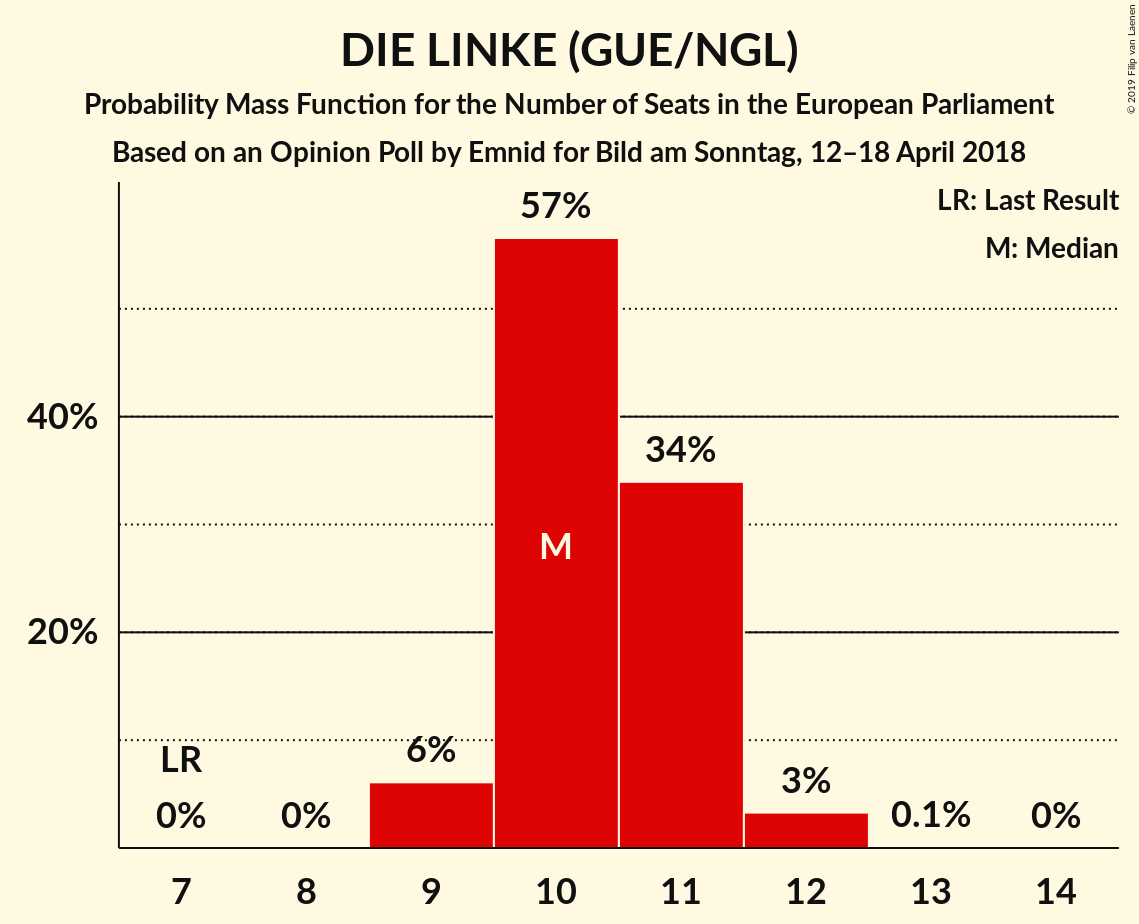 DIE LINKE (GUE/NGL)
Probability Mass Function for the Number of Seats in the European Parliament
Based on an Opinion Poll by Emnid for Bild am Sonntag, 12–18 April 2018
© 2019 Filip van Laenen
LR: Last Result
M: Median
57%
40%
34%
M
20%
LR
6%
3%
0%
0%
0.1%
0%
7 8 9 10 11 12 13 14